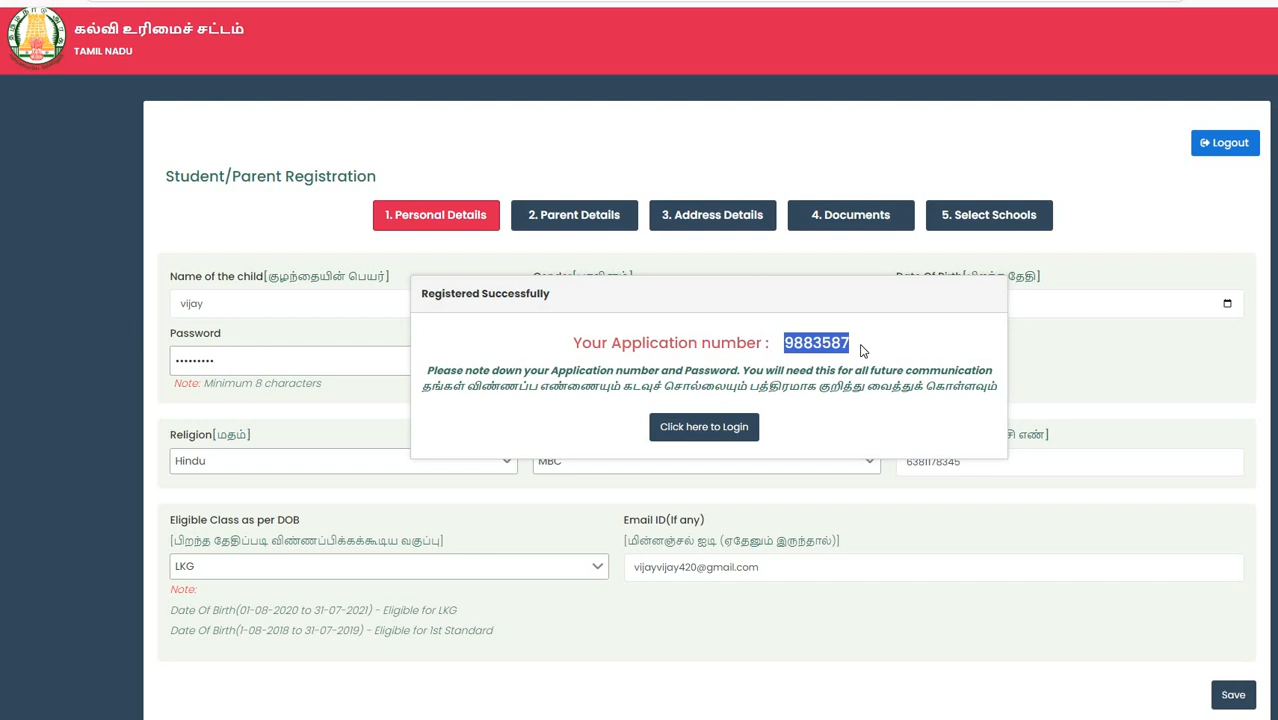 கல்வி உரிமைச் சட்டம்
TAMIL NADU
Logout
Student/Parent Registration
1. Personal Details
2. Parent Details
3. Address Details
4. Documents
5. Select Schools
Name of the child[குழந்தையின் பெயர்]
vijay
Password
•••••••••
Note: Minimum 8 characters
Registered Successfully
Your Application number : 9883587
Please note down your Application number and Password. You will need this for all future communication
தங்கள் விண்ணப்ப எண்ணையும் கடவுச் சொல்லையும் பத்திரமாக குறித்து வைத்துக் கொள்ளவும்
Click here to Login
Religion[மதம்]
Hindu
MBC
எண்]
6381178345
Eligible Class as per DOB
[பிறந்த தேதிப்படி விண்ணப்பிக்கக்கூடிய வகுப்பு]
LKG
Note:
Date Of Birth(01-08-2020 to 31-07-2021) - Eligible for LKG
Date Of Birth(1-08-2018 to 31-07-2019) - Eligible for 1st Standard
Email ID(If any)
[மின்னஞ்சல் ஐடி (ஏதேனும் இருந்தால்)]
vijayvijay420@gmail.com
Save